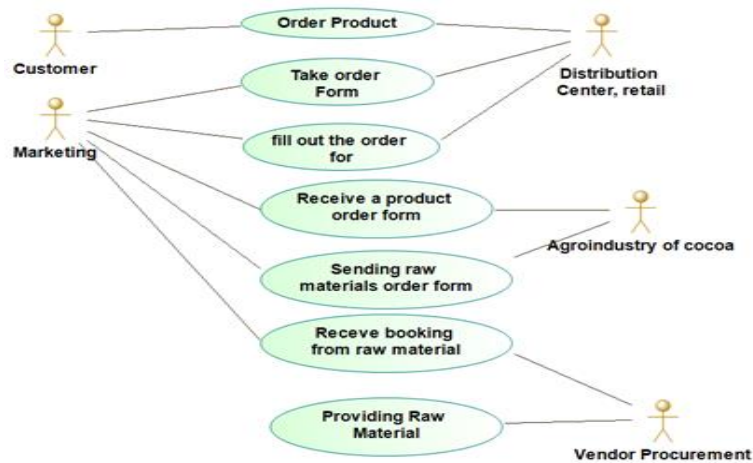 Order Product
Customer
Take order
Form
Distribution
Center, retail
Marketing
fill out the order
for
Receive a product
order form
Agroindustry of cocoa
Sending raw
materials order form
Receve booking
from raw material
Providing Raw
Material
Vendor Procurement